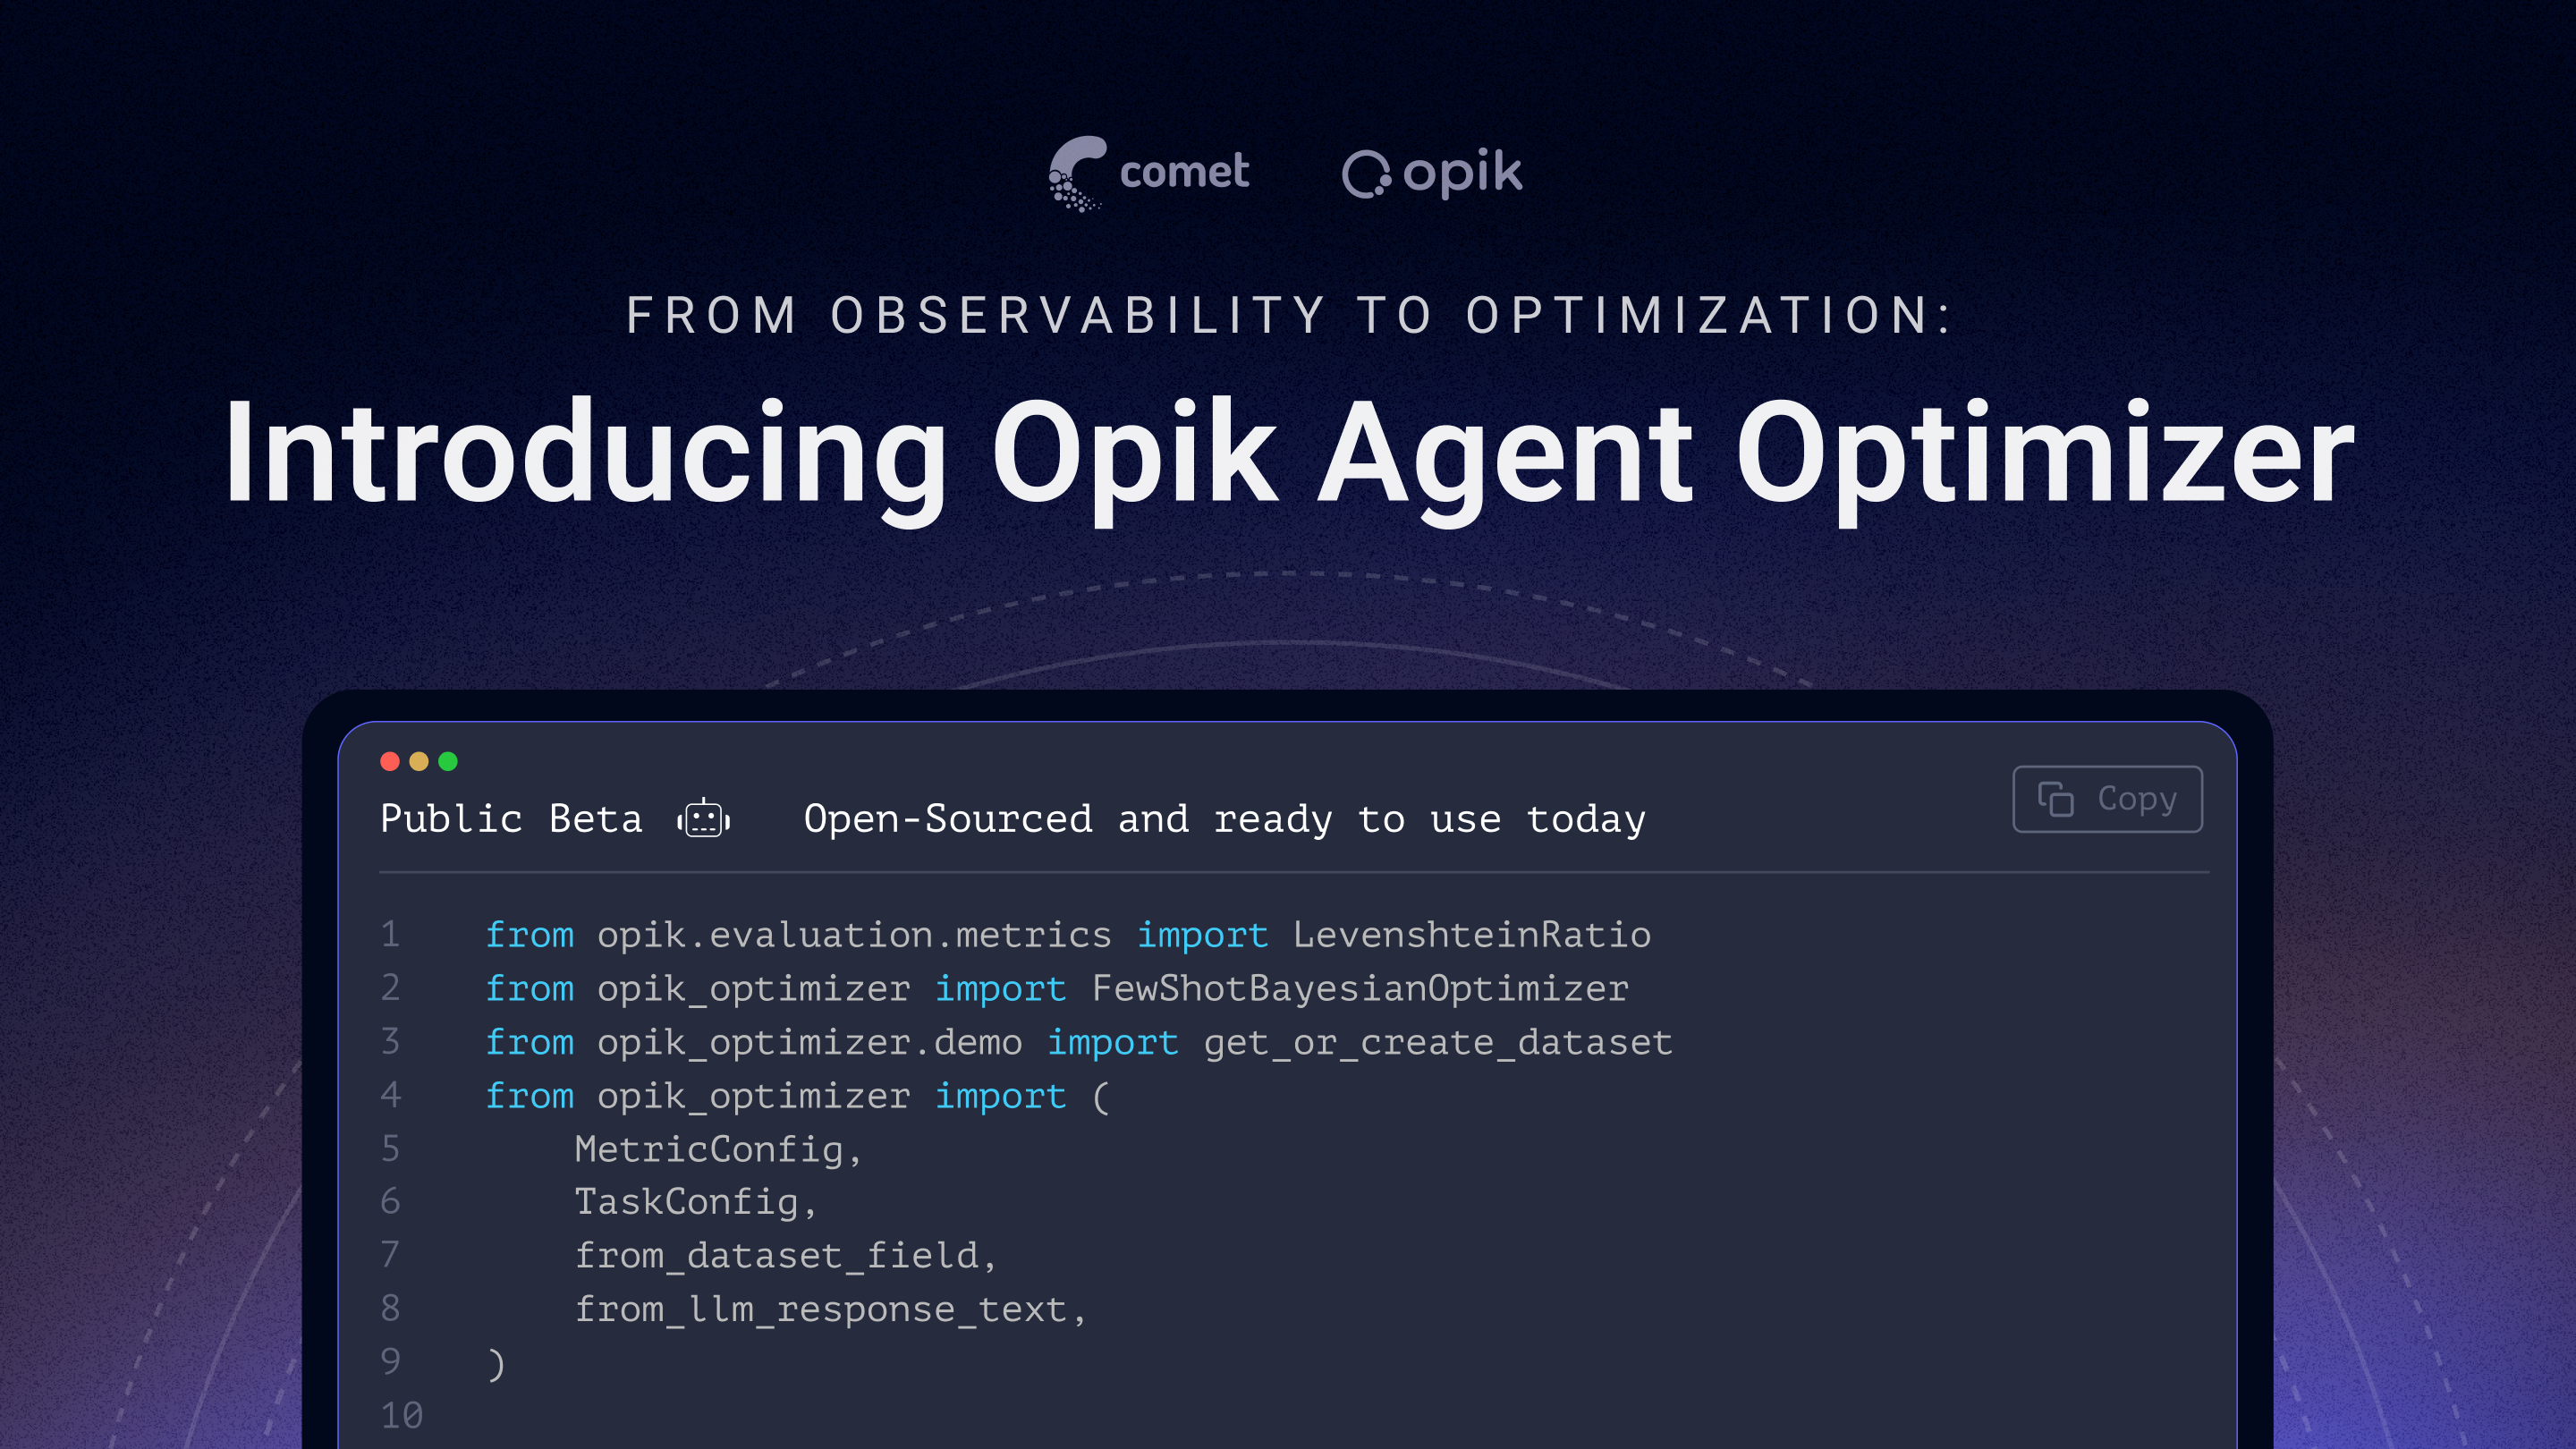 comet opik
FROM OBSERVABILITY TO OPTIMIZATION:
Introducing Opik Agent Optimizer
Public Beta Open-Sourced and ready to use today
Copy
1 from opik.evaluation.metrics import LevenshteinRatio
2 from opik_optimizer import FewShotBayesianOptimizer
3 from opik_optimizer.demo import get_or_create_dataset
4 from opik_optimizer import (
5 MetricConfig,
6 TaskConfig,
7 from_dataset_field,
8 from_llm_response_text,
9 )
10